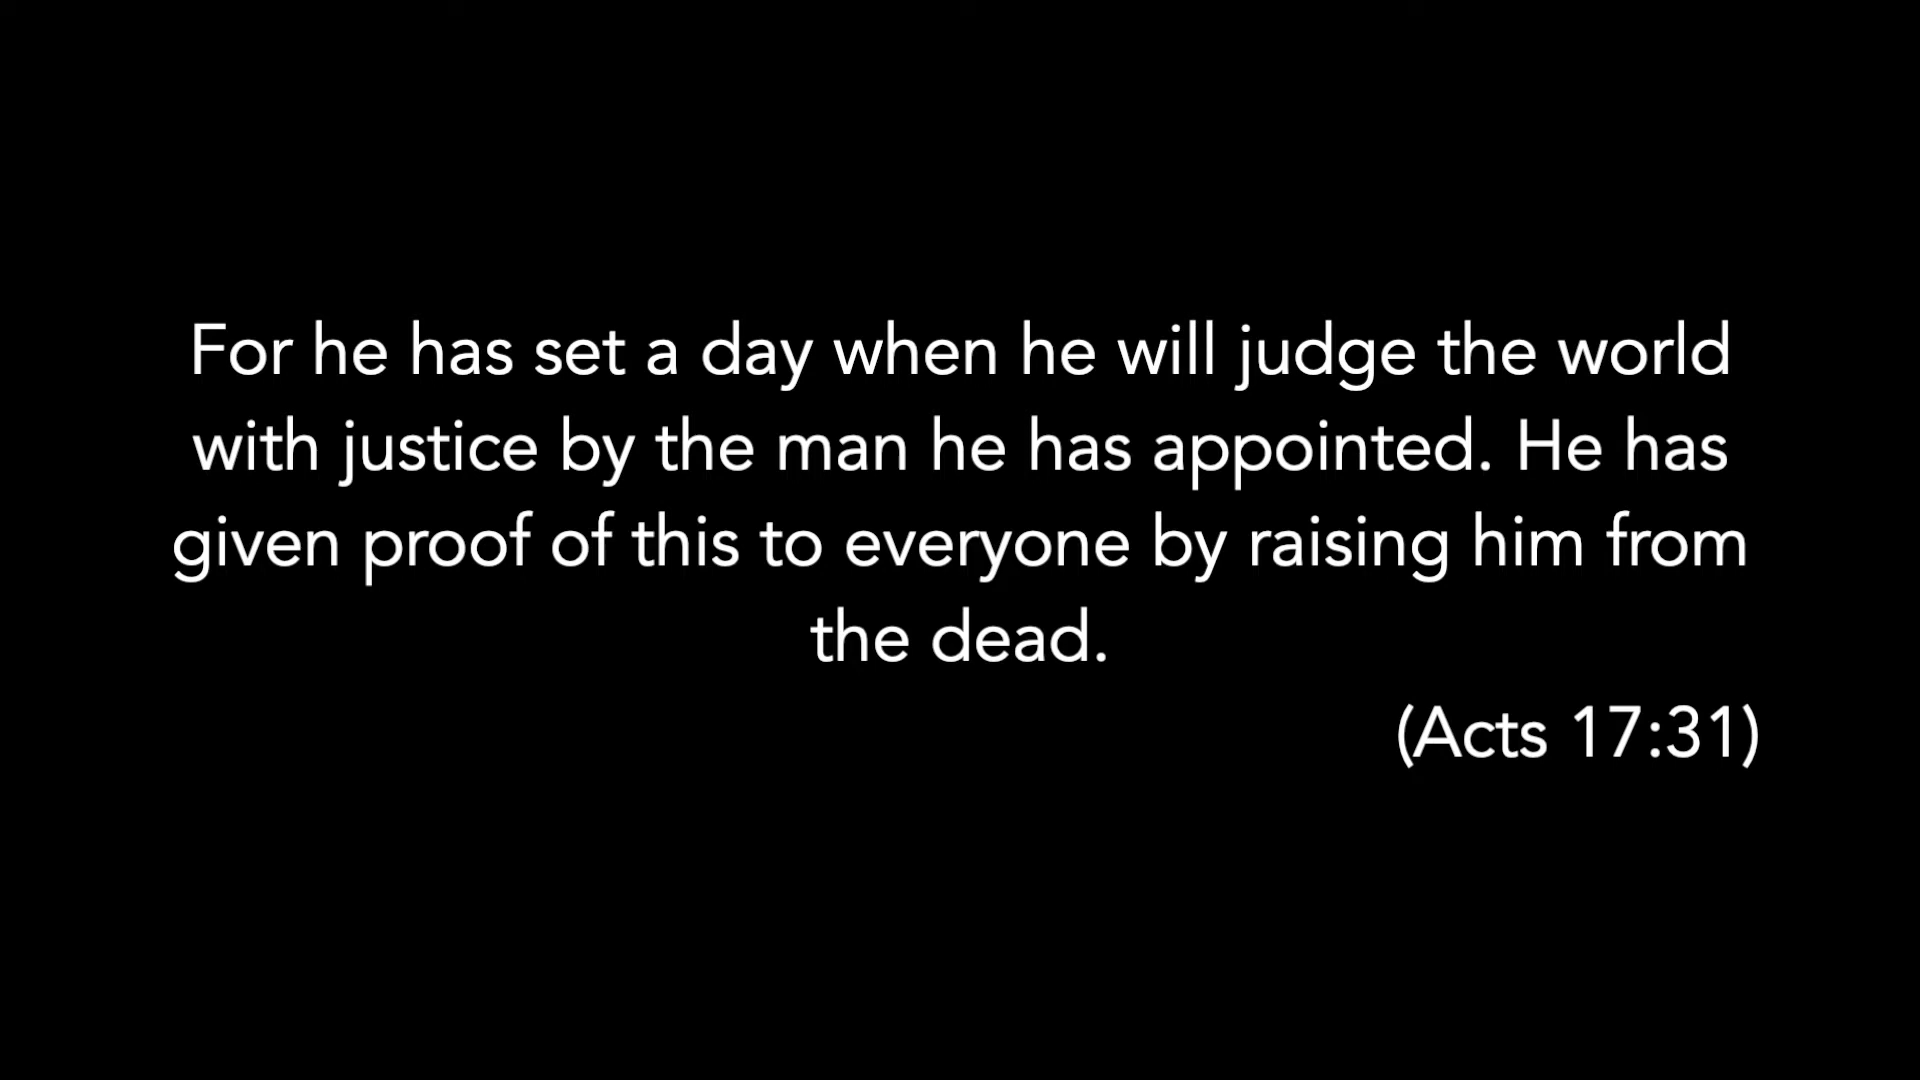 For he has set a day when he will judge the world
with justice by the man he has appointed. He has
given proof of this to everyone by raising him from
the dead.
(Acts 17:31)